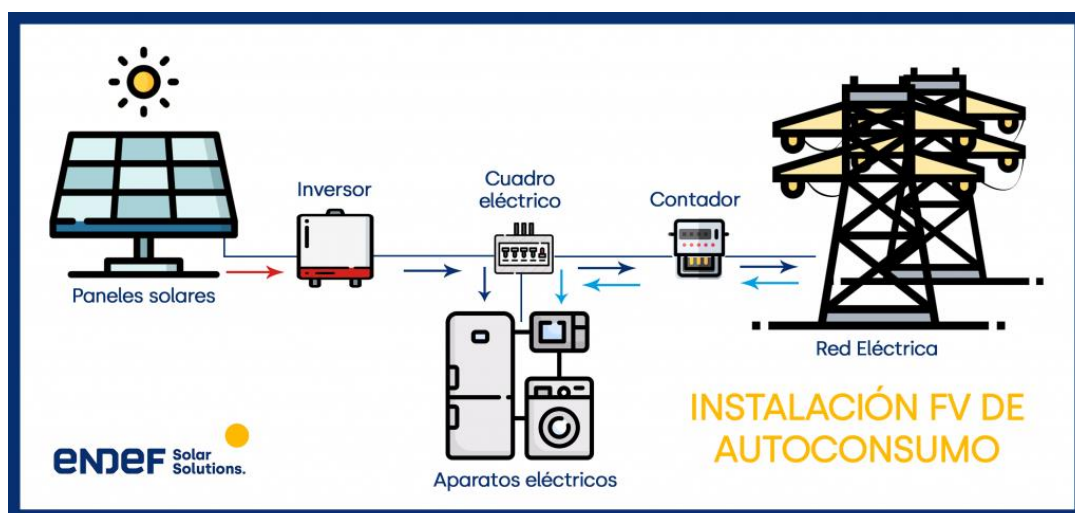 Inversor
Cuadro
eléctrico
Contador
Paneles solares
Red Eléctrica
Aparatos eléctricos
INSTALACIÓN FV DE
AUTOCONSUMO
enDeF Solar
Solutions.